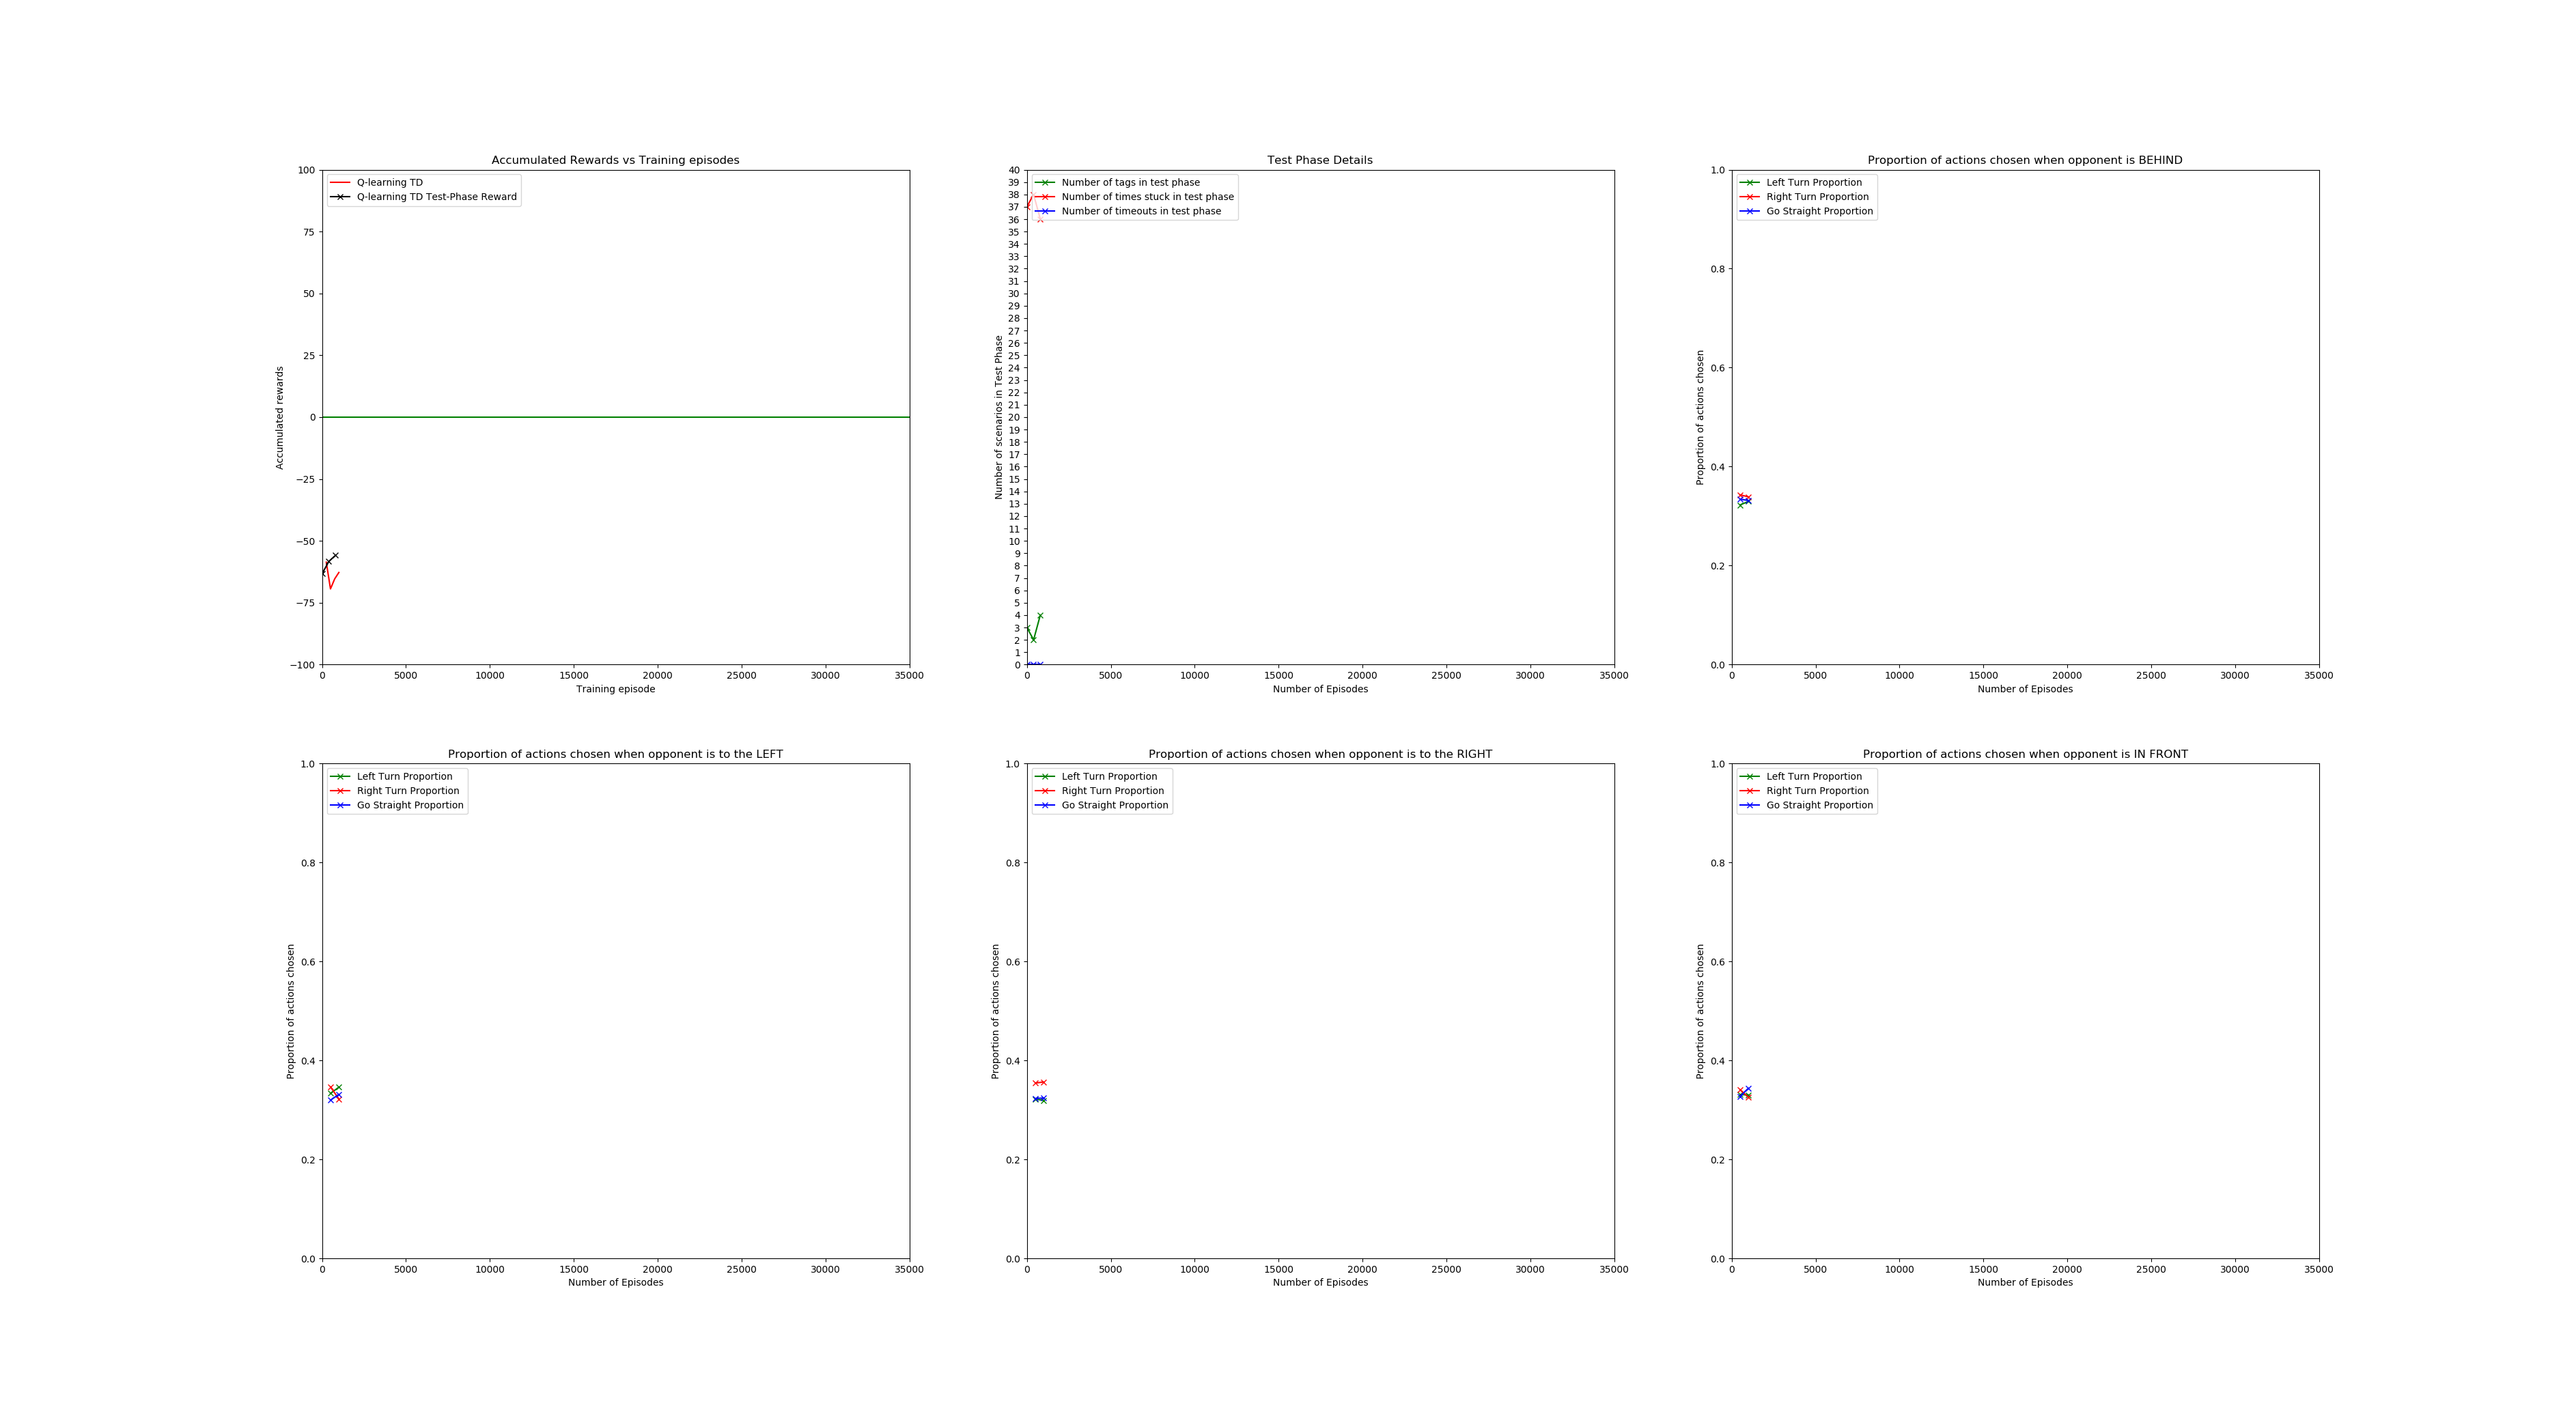 Accumulated Rewards vs Training episodes
100
75
50
25
0
−25
−50
−75
−100
Accumulated rewards
Q-learning TD
Q-learning TD Test-Phase Reward
0 5000 10000 15000 20000 25000 30000 35000
Training episode
Test Phase Details
40
39
38
37
36
35
34
33
32
31
30
29
28
27
26
25
24
23
22
21
20
19
18
17
16
15
14
13
12
11
10
9
8
7
6
5
4
3
2
1
0
Number of scenarios in Test Phase
Number of tags in test phase
Number of times stuck in test phase
Number of timeouts in test phase
0 5000 10000 15000 20000 25000 30000 35000
Number of Episodes
Proportion of actions chosen when opponent is BEHIND
1.0
0.8
0.6
0.4
0.2
0.0
Proportion of actions chosen
Left Turn Proportion
Right Turn Proportion
Go Straight Proportion
0 5000 10000 15000 20000 25000 30000 35000
Number of Episodes
Proportion of actions chosen when opponent is to the LEFT
1.0
0.8
0.6
0.4
0.2
0.0
Proportion of actions chosen
Left Turn Proportion
Right Turn Proportion
Go Straight Proportion
0 5000 10000 15000 20000 25000 30000 35000
Number of Episodes
Proportion of actions chosen when opponent is to the RIGHT
1.0
0.8
0.6
0.4
0.2
0.0
Proportion of actions chosen
Left Turn Proportion
Right Turn Proportion
Go Straight Proportion
0 5000 10000 15000 20000 25000 30000 35000
Number of Episodes
Proportion of actions chosen when opponent is IN FRONT
1.0
0.8
0.6
0.4
0.2
0.0
Proportion of actions chosen
Left Turn Proportion
Right Turn Proportion
Go Straight Proportion
0 5000 10000 15000 20000 25000 30000 35000
Number of Episodes